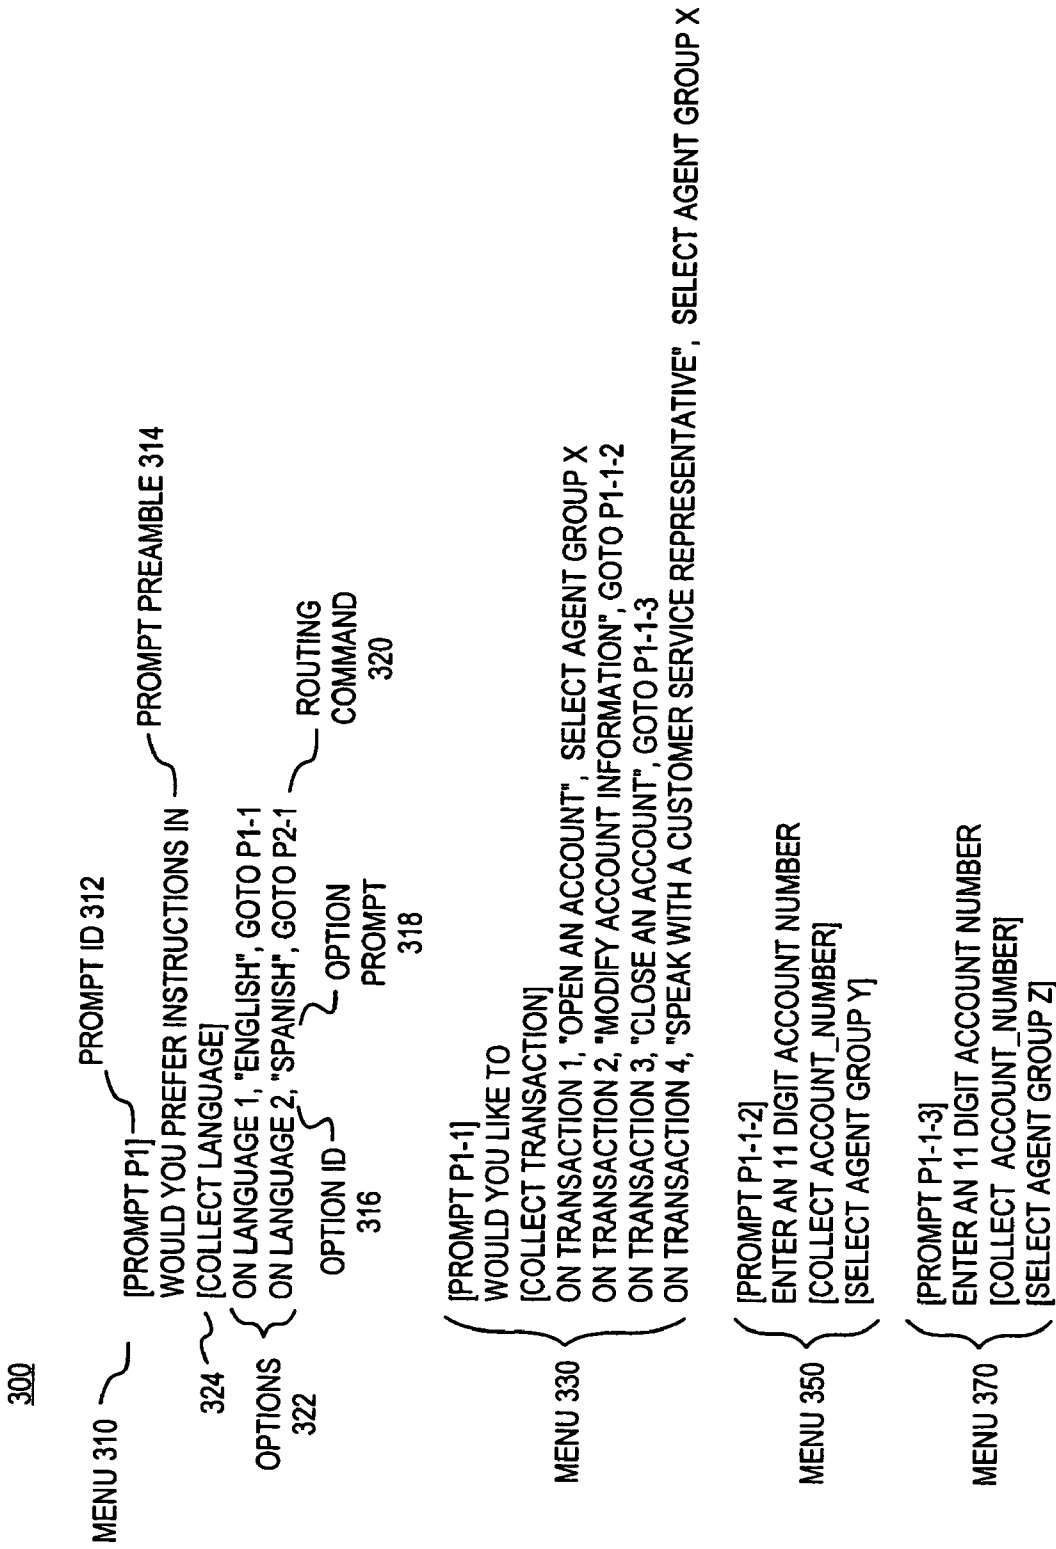 300
MENU 310
PROMPT ID 312
[PROMPT P1]
WOULD YOU PREFER INSTRUCTIONS IN
PROMPT PREAMBLE 314
324
[COLLECT LANGUAGE]
OPTIONS
322
ON LANGUAGE 1, "ENGLISH", GOTO P1-1
ON LANGUAGE 2, "SPANISH", GOTO P2-1
OPTION ID
316
OPTION
PROMPT
318
ROUTING
COMMAND
320
MENU 330
[PROMPT P1-1]
WOULD YOU LIKE TO
[COLLECT TRANSACTION]
ON TRANSACTION 1, "OPEN AN ACCOUNT", SELECT AGENT GROUP X
ON TRANSACTION 2, "MODIFY ACCOUNT INFORMATION", GOTO P1-1-2
ON TRANSACTION 3, "CLOSE AN ACCOUNT", GOTO P1-1-3
ON TRANSACTION 4, "SPEAK WITH A CUSTOMER SERVICE REPRESENTATIVE", SELECT AGENT GROUP X
MENU 350
[PROMPT P1-1-2]
ENTER AN 11 DIGIT ACCOUNT NUMBER
[COLLECT ACCOUNT_NUMBER]
[SELECT AGENT GROUP Y]
MENU 370
[PROMPT P1-1-3]
ENTER AN 11 DIGIT ACCOUNT NUMBER
[COLLECT ACCOUNT_NUMBER]
[SELECT AGENT GROUP Z]